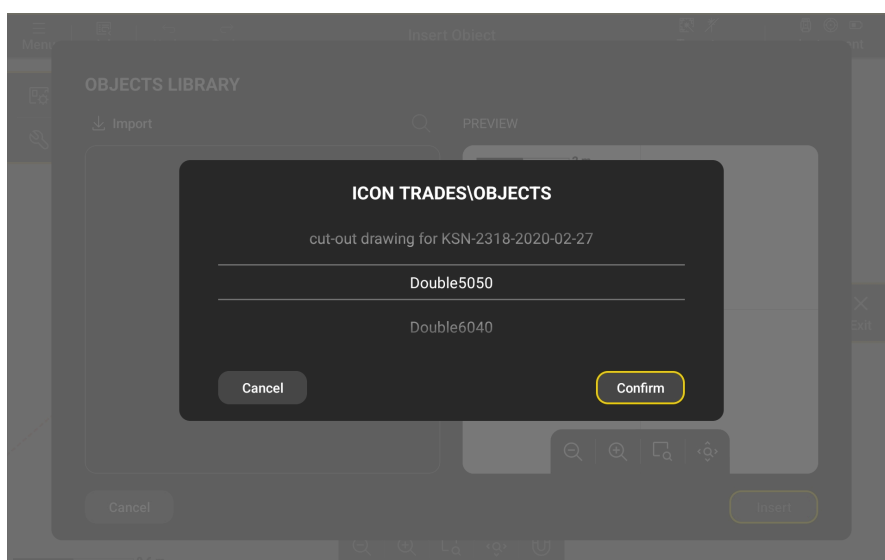 Menu
Insert Object
OBJECTS LIBRARY
Import
PREVIEW
ICON TRADES\OBJECTS
cut-out drawing for KSN-2318-2020-02-27
Double5050
Double6040
Cancel
Confirm
Exit
Cancel
Insert